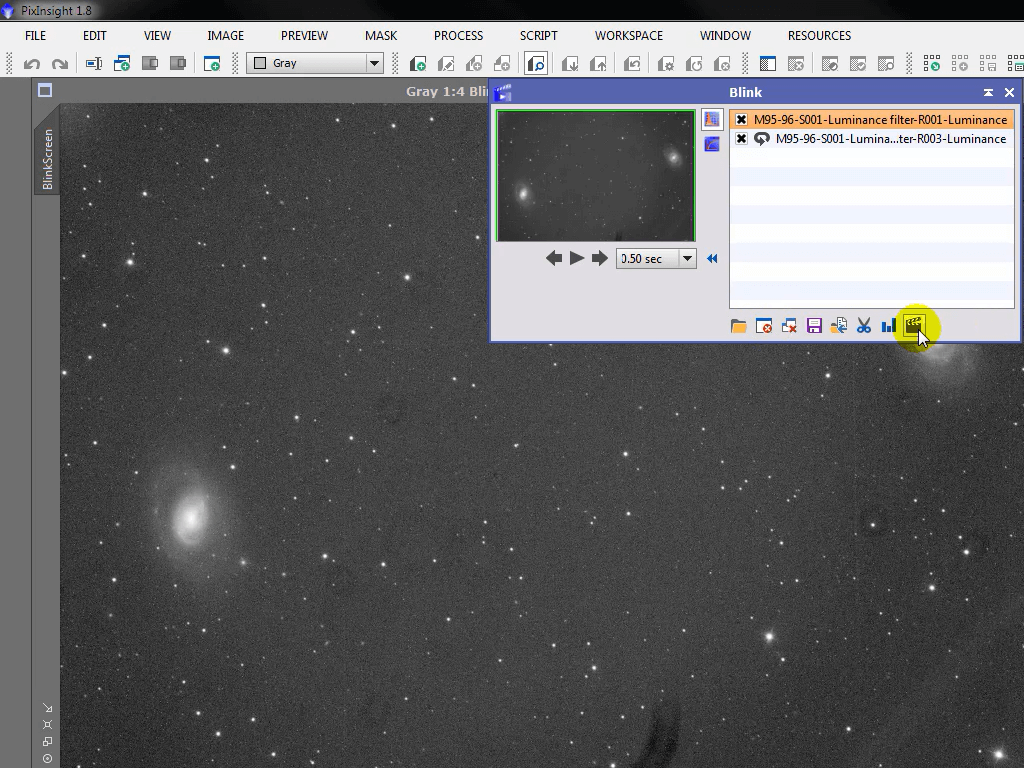 PixInsight 1.8
FILE EDIT VIEW IMAGE PREVIEW MASK PROCESS SCRIPT WORKSPACE WINDOW RESOURCES
Gray
Gray 1:4 Bli
Blink
BlinkScreen
M95-96-S001-Luminance filter-R001-Luminance
M95-96-S001-Lumina...ter-R003-Luminance
0.50 sec